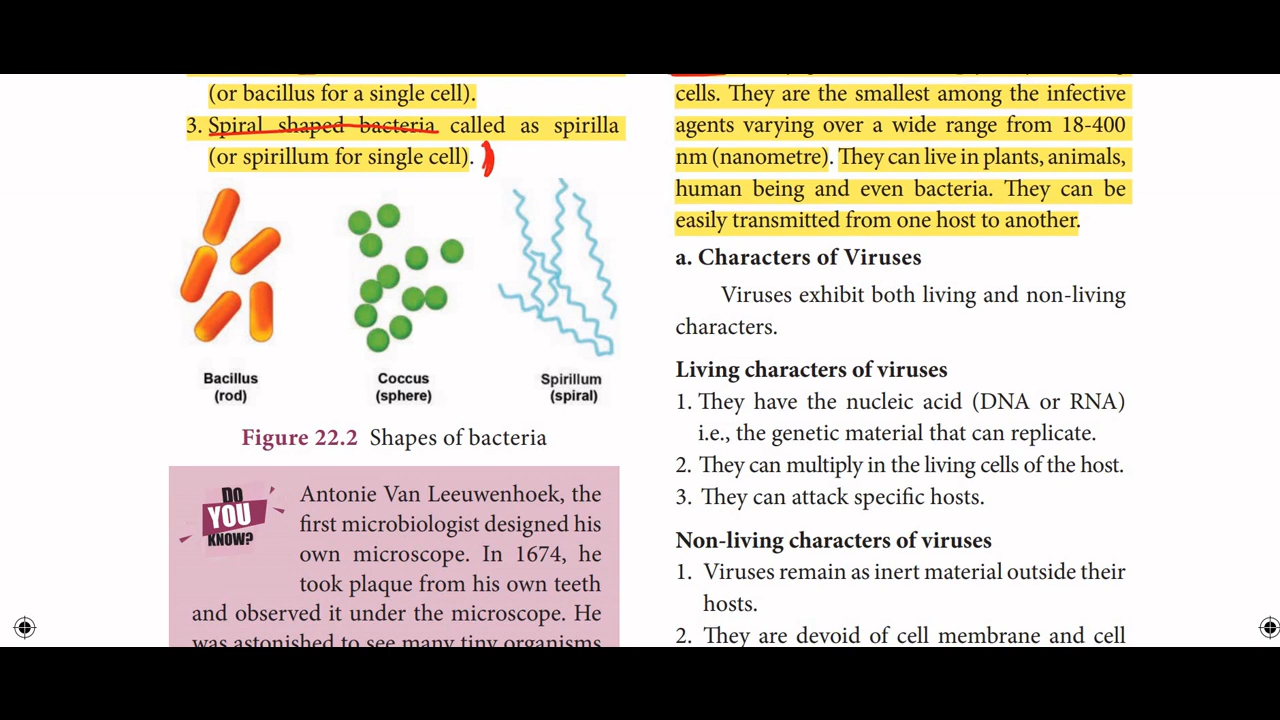 (or bacillus for a single cell).
3. Spiral shaped bacteria called as spirilla
(or spirillum for single cell).
Bacillus
(rod)
Coccus
(sphere)
Spirillum
(spiral)
Figure 22.2 Shapes of bacteria
DO
YOU
KNOW?
Antonie Van Leeuwenhoek, the
first microbiologist designed his
own microscope. In 1674, he
took plaque from his own teeth
and observed it under the microscope. He
was astonished to see many tiny organisms
cells. They are the smallest among the infective
agents varying over a wide range from 18-400
nm (nanometre). They can live in plants, animals,
human being and even bacteria. They can be
easily transmitted from one host to another.
a. Characters of Viruses
Viruses exhibit both living and non-living
characters.
Living characters of viruses
1. They have the nucleic acid (DNA or RNA)
i.e., the genetic material that can replicate.
2. They can multiply in the living cells of the host.
3. They can attack specific hosts.
Non-living characters of viruses
1. Viruses remain as inert material outside their
hosts.
2. They are devoid of cell membrane and cell